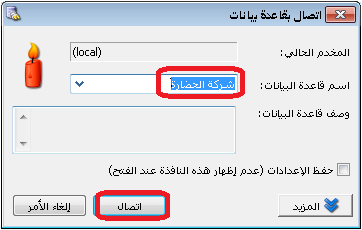 اتصال بقاعدة بيانات
المخدم الحالي: (local)
اسم قاعدة البيانات: شركة الحضارة
وصف قاعدة البيانات:
حفظ الإعدادات (عدم إظهار هذه النافذة عند الفتح)
المزيد اتصال إلغاء الأمر